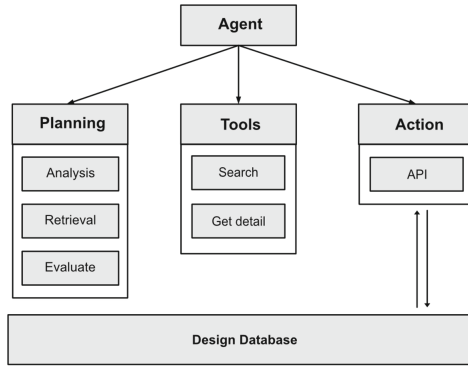 Agent
Planning
Tools
Action
Analysis
Search
API
Retrieval
Get detail
Evaluate
Design Database